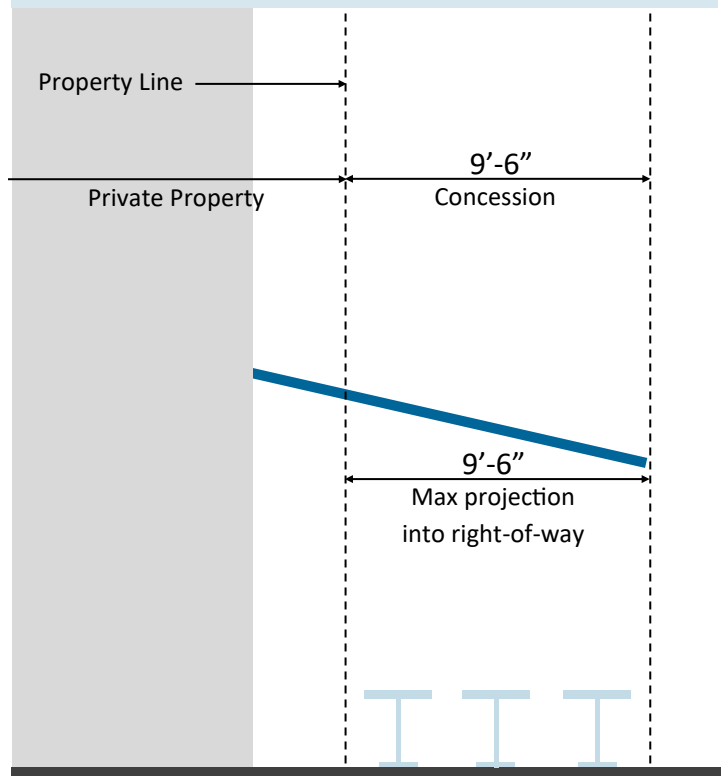 Property Line
9’-6”
Private Property
Concession
9’-6”
Max projection
into right-of-way